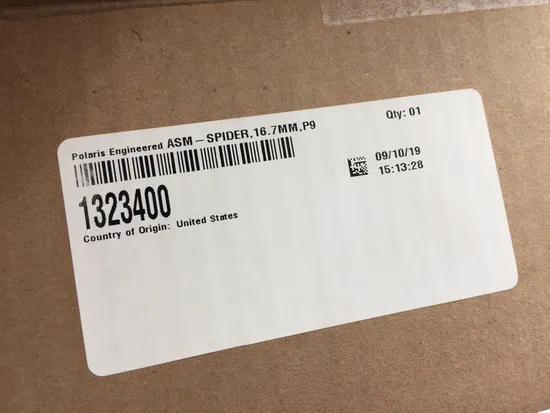 Polaris Engineered ASM-SPIDER,16.7MM,P9
Qty: 01
1323400
09/10/19
15:13:28
Country of Origin: United States